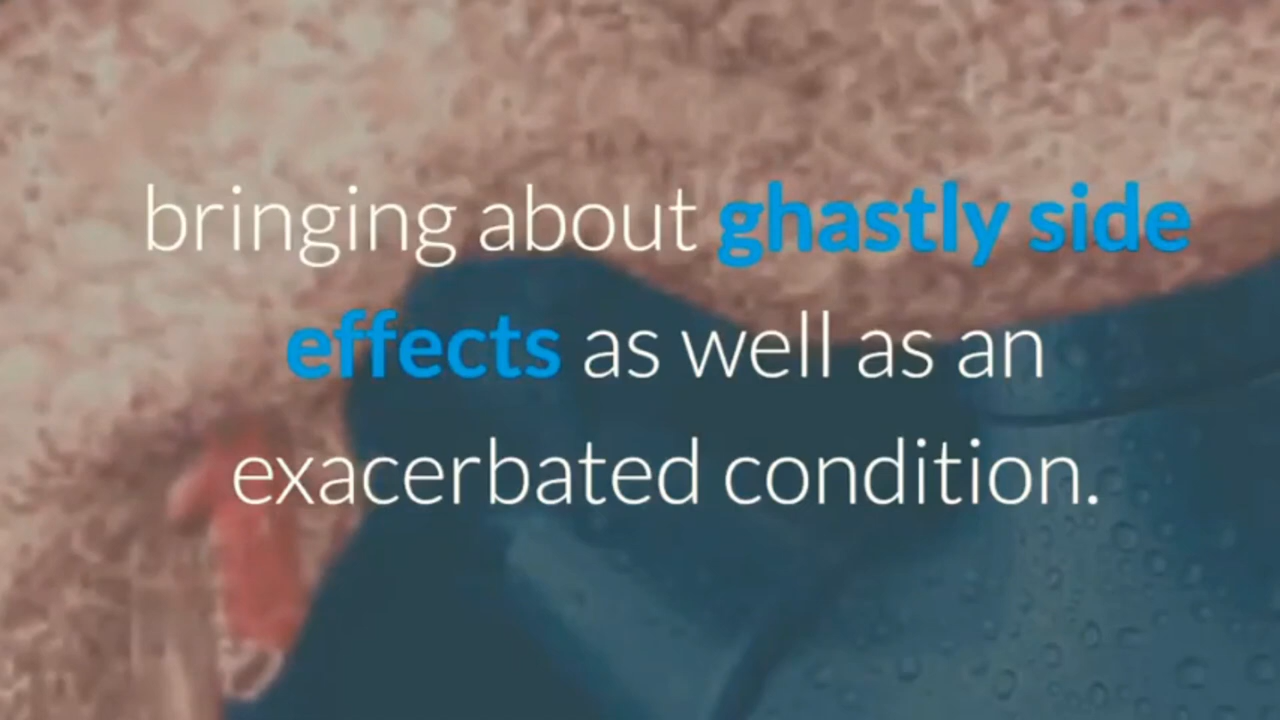 bringing about ghastly side
effects as well as an
exacerbated condition.